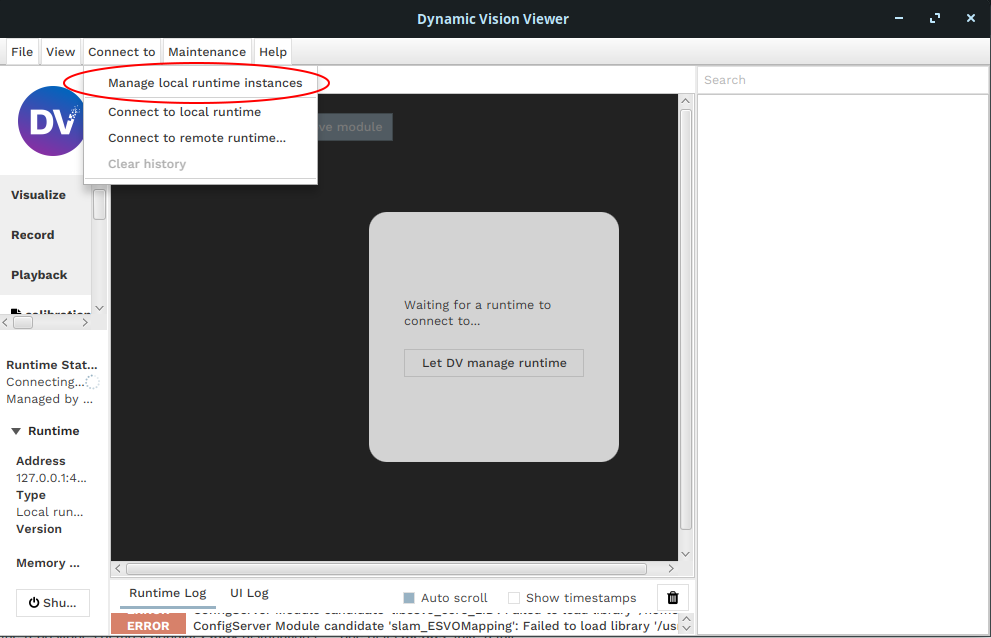 Dynamic Vision Viewer
File View Connect to Maintenance Help
Manage local runtime instances
Connect to local runtime
Connect to remote runtime...
Clear history
Search
DV
ve module
Visualize
Record
Playback
calibration
Waiting for a runtime to
connect to...
Let DV manage runtime
Runtime Stat...
Connecting...
Managed by ...
Runtime
Address
127.0.0.1:4...
Type
Local run...
Version
Memory ...
Shu...
Runtime Log UI Log Auto scroll Show timestamps
ERROR ConfigServer Module candidate 'slam_ESVOMapping': Failed to load library '/us